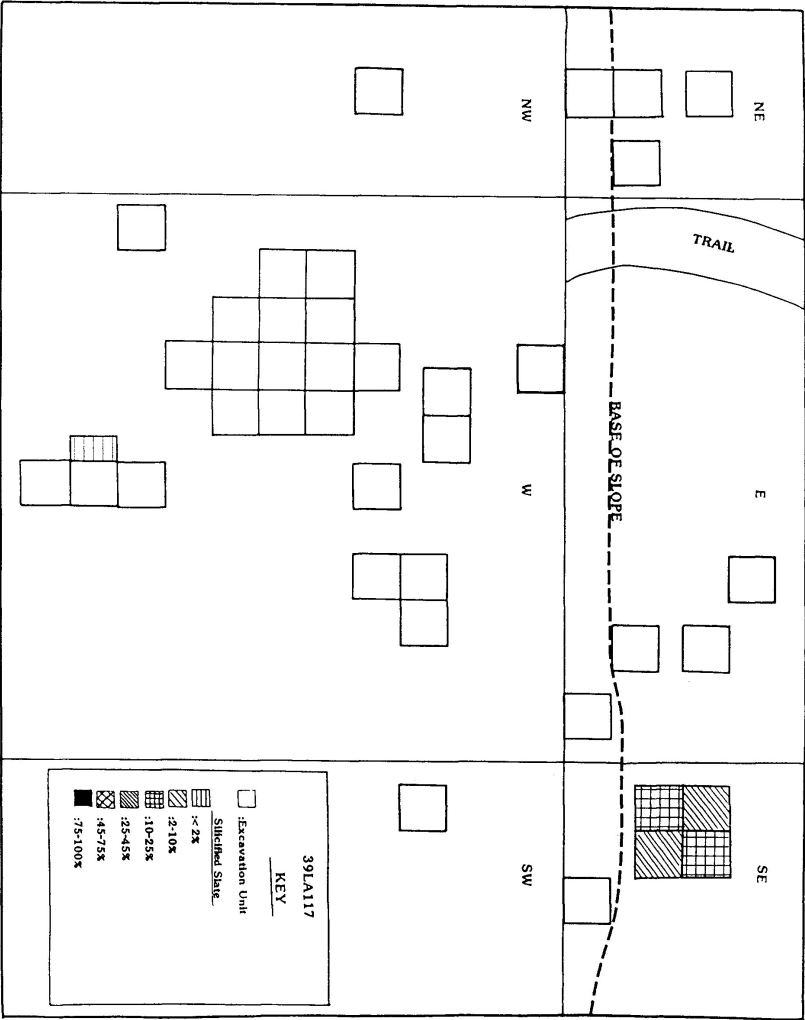 NE
NW
TRAIL
BASE OF SLOPE
E
W
SE
SW
39LA117
KEY
:Excavation Unit
Silicified Slate
:< 2%
:2-10%
:10-25%
:25-45%
:45-75%
:75-100%